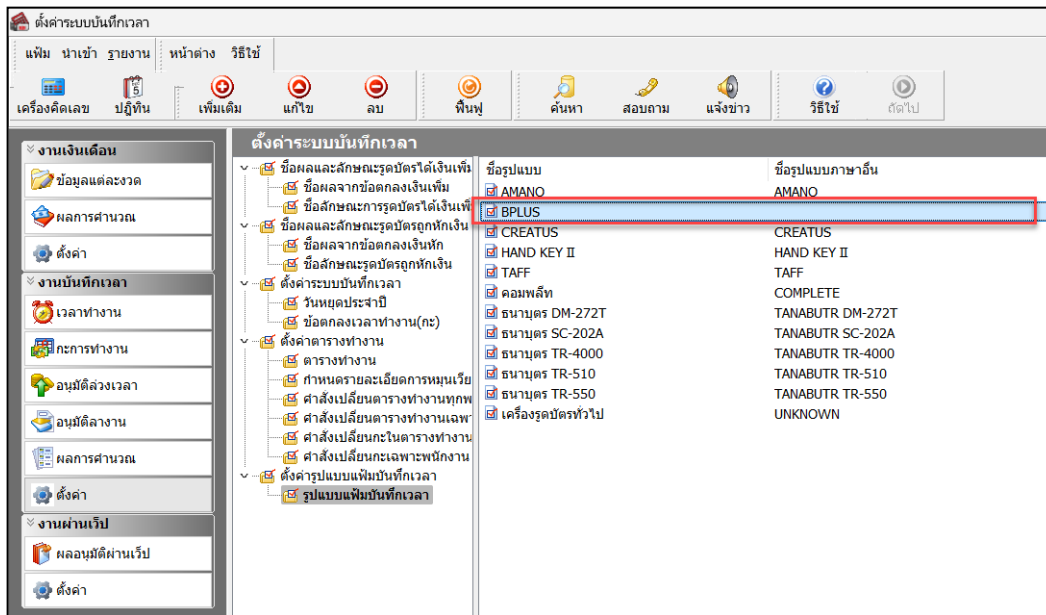 ตั้งค่าระบบบันทึกเวลา
แฟ้ม นำเข้า รายงาน หน้าต่าง วิธีใช้
เครื่องคิดเลข ปฏิทิน เพิ่มเติม แก้ไข ลบ ฟื้นฟู ค้นหา สอบถาม แจ้งข่าว วิธีใช้ ถัดไป
งานเงินเดือน
ข้อมูลแต่ละงวด
ผลการคำนวณ
ตั้งค่า
งานบันทึกเวลา
เวลาทำงาน
กะการทำงาน
อนุมัติล่วงเวลา
อนุมัติลางาน
ผลการคำนวณ
ตั้งค่า
งานผ่านเว็ป
ผลอนุมัติผ่านเว็ป
ตั้งค่า
ตั้งค่าระบบบันทึกเวลา
ชื่อผลและลักษณะรูดบัตรได้เงินเพิ่ม
ชื่อผลจากข้อตกลงเงินเพิ่ม
ชื่อลักษณะการรูดบัตรได้เงินเพิ่
ชื่อผลและลักษณะรูดบัตรถูกหักเงิน
ชื่อผลจากข้อตกลงเงินหัก
ชื่อลักษณะรูดบัตรถูกหักเงิน
ตั้งค่าระบบบันทึกเวลา
วันหยุดประจำปี
ข้อตกลงเวลาทำงาน(กะ)
ตั้งค่าตารางทำงาน
ตารางทำงาน
กำหนดรายละเอียดการหมุนเวีย
คำสั่งเปลี่ยนตารางทำงานทุกพ
คำสั่งเปลี่ยนตารางทำงานเฉพา
คำสั่งเปลี่ยนกะในตารางทำงาน
คำสั่งเปลี่ยนกะเฉพาะพนักงาน
ตั้งค่ารูปแบบแฟ้มบันทึกเวลา
รูปแบบแฟ้มบันทึกเวลา
ชื่อรูปแบบ ชื่อรูปแบบภาษาอื่น
AMANO AMANO
BPLUS
CREATUS CREATUS
HAND KEY II HAND KEY II
TAFF TAFF
คอมพลีท COMPLETE
ธนาบุตร DM-272T TANABUTR DM-272T
ธนาบุตร SC-202A TANABUTR SC-202A
ธนาบุตร TR-4000 TANABUTR TR-4000
ธนาบุตร TR-510 TANABUTR TR-510
ธนาบุตร TR-550 TANABUTR TR-550
เครื่องรูดบัตรทั่วไป UNKNOWN